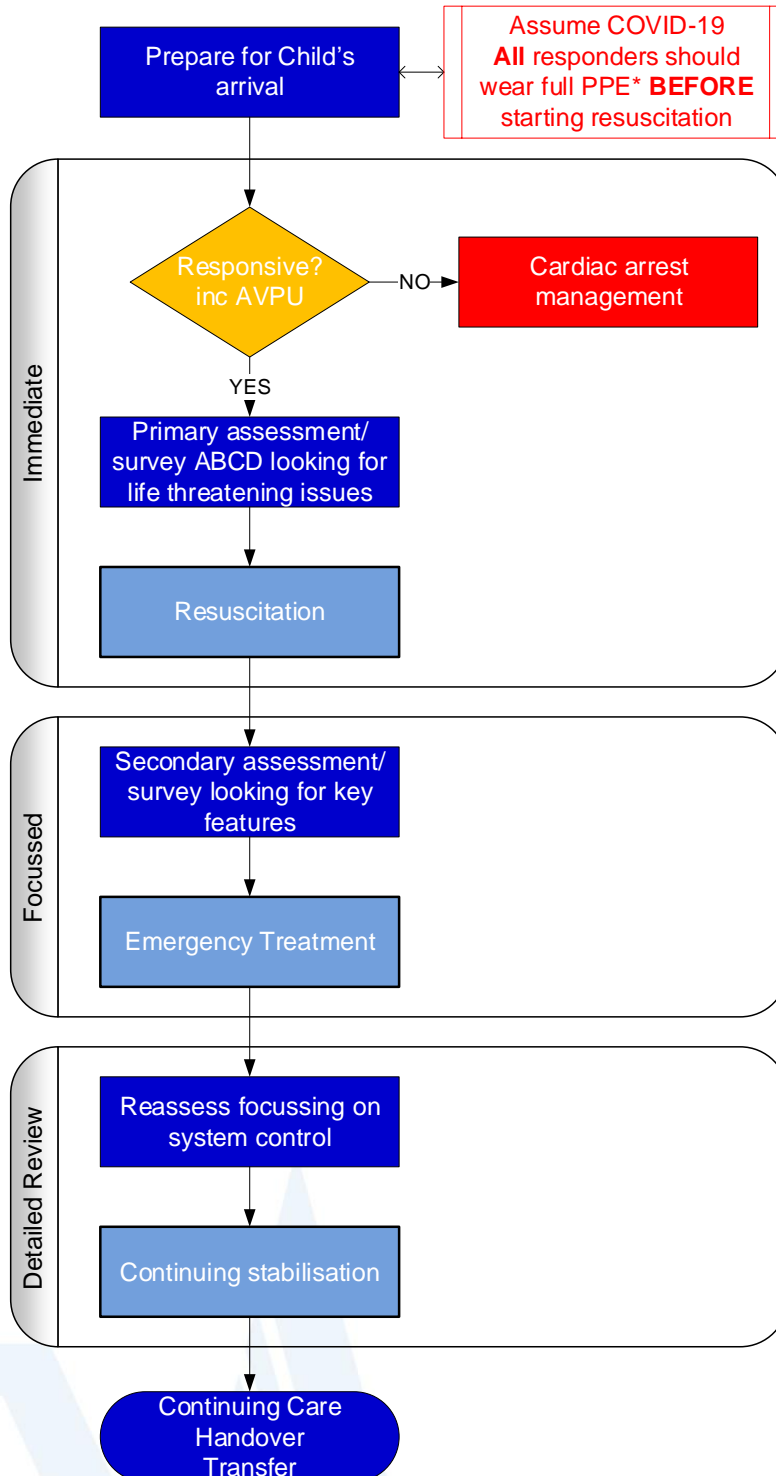 Prepare for Child's
arrival
Assume COVID-19
All responders should
wear full PPE* BEFORE
starting resuscitation
Immediate
Responsive?
inc AVPU
NO
Cardiac arrest
management
YES
Primary assessment/
survey ABCD looking for
life threatening issues
Resuscitation
Focussed
Secondary assessment/
survey looking for key
features
Emergency Treatment
Detailed Review
Reassess focussing on
system control
Continuing stabilisation
Continuing Care
Handover
Transfer